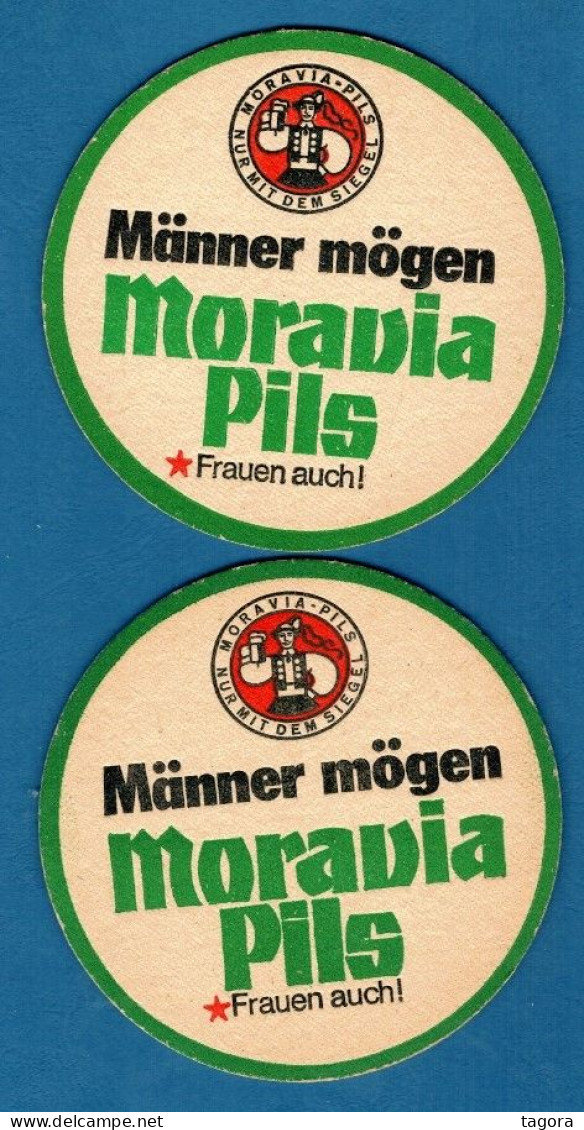 MORAVIA-PILS
NUR MIT DEM SIEGEL
Männer mögen
Moravia
Pils
★Frauen auch!
MORAVIA-PILS
NUR MIT DEM SIEGEL
Männer mögen
Moravia
Pils
★Frauen auch!
www.delcampe.net
tagora